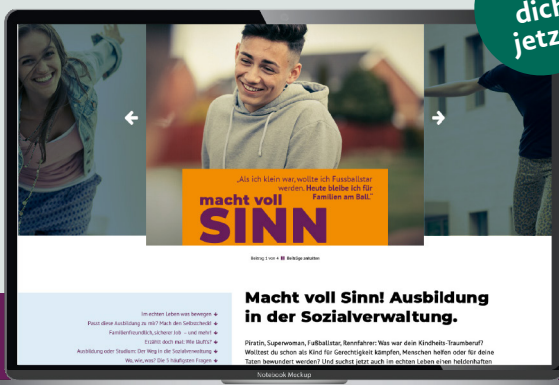 dich
jetz
„Als ich klein war, wollte ich Fussballstar
werden. Heute bleibe ich für
Familien am Ball.“
macht voll
SINN
Beitrag 1 von 4 Beiträge anhalten
Im echten Leben was bewegen
Passt diese Ausbildung zu mir? Mach den Selbstcheck!
Familienfreundlich, sicherer Job – und mehr!
Erzähl doch mal: Wie läuft's?
Ausbildung oder Studium: Der Weg in die Sozialverwaltung
Wo, wie, was? Die 5 häufigsten Fragen
Macht voll Sinn! Ausbildung
in der Sozialverwaltung.
Piratin, Superwoman, Fußballstar, Rennfahrer: Was war dein Kindheits-Traumberuf?
Wolltest du schon als Kind für Gerechtigkeit kämpfen, Menschen helfen oder für deine
Taten bewundert werden? Und suchst jetzt auch im echten Leben einen heldenhaften
Notebook Mockup